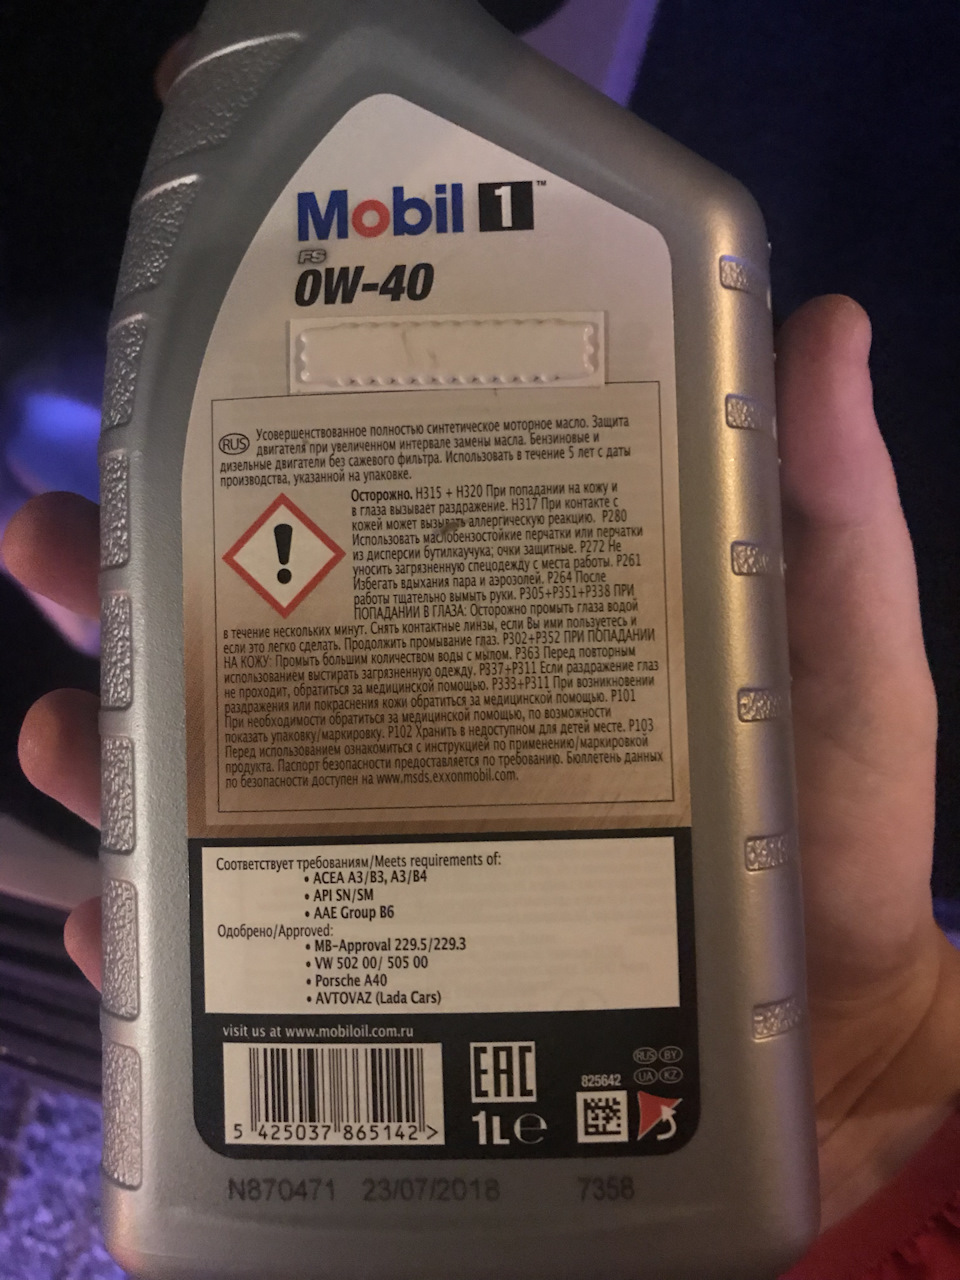 Mobil 1™
FS
0W-40
RUS
Усовершенствованное полностью синтетическое моторное масло. Защита
двигателя при увеличенном интервале замены масла. Бензиновые и
дизельные двигатели без сажевого фильтра. Использовать в течение 5 лет с даты
производства, указанной на упаковке.
Осторожно. H315 + H320 При попадании на кожу и
в глаза вызывает раздражение. H317 При контакте с
кожей может вызывать аллергическую реакцию. P280
Использовать маслобензостойкие перчатки или перчатки
из дисперсии бутилкаучука; очки защитные. P272 Не
уносить загрязненную спецодежду с места работы. P261
Избегать вдыхания пара и аэрозолей. P264 После
работы тщательно вымыть руки. P305+P351+P338 ПРИ
ПОПАДАНИИ В ГЛАЗА: Осторожно промыть глаза водой
в течение нескольких минут. Снять контактные линзы, если Вы ими пользуетесь и
если это легко сделать. Продолжить промывание глаз. P302+P352 ПРИ ПОПАДАНИИ
НА КОЖУ: Промыть большим количеством воды с мылом. P363 Перед повторным
использованием выстирать загрязненную одежду. P337+P311 Если раздражение глаз
не проходит, обратиться за медицинской помощью. P333+P311 При возникновении
раздражения или покраснения кожи обратиться за медицинской помощью. P101
При необходимости обратиться за медицинской помощью, по возможности
показать упаковку/маркировку. P102 Хранить в недоступном для детей месте. P103
Перед использованием ознакомиться с инструкцией по применению/маркировкой
продукта. Паспорт безопасности предоставляется по требованию. Бюллетень данных
по безопасности доступен на www.msds.exxonmobil.com.
Соответствует требованиям/Meets requirements of:
• ACEA A3/B3, A3/B4
• API SN/SM
• AAE Group B6
Одобрено/Approved:
• MB-Approval 229.5/229.3
• VW 502 00/ 505 00
• Porsche A40
• AVTOVAZ (Lada Cars)
visit us at www.mobiloil.com.ru
5 425037 865142 >
EAC
1L e
825642
RUS BY
UA KZ
5
N870471 23/07/2018 7358